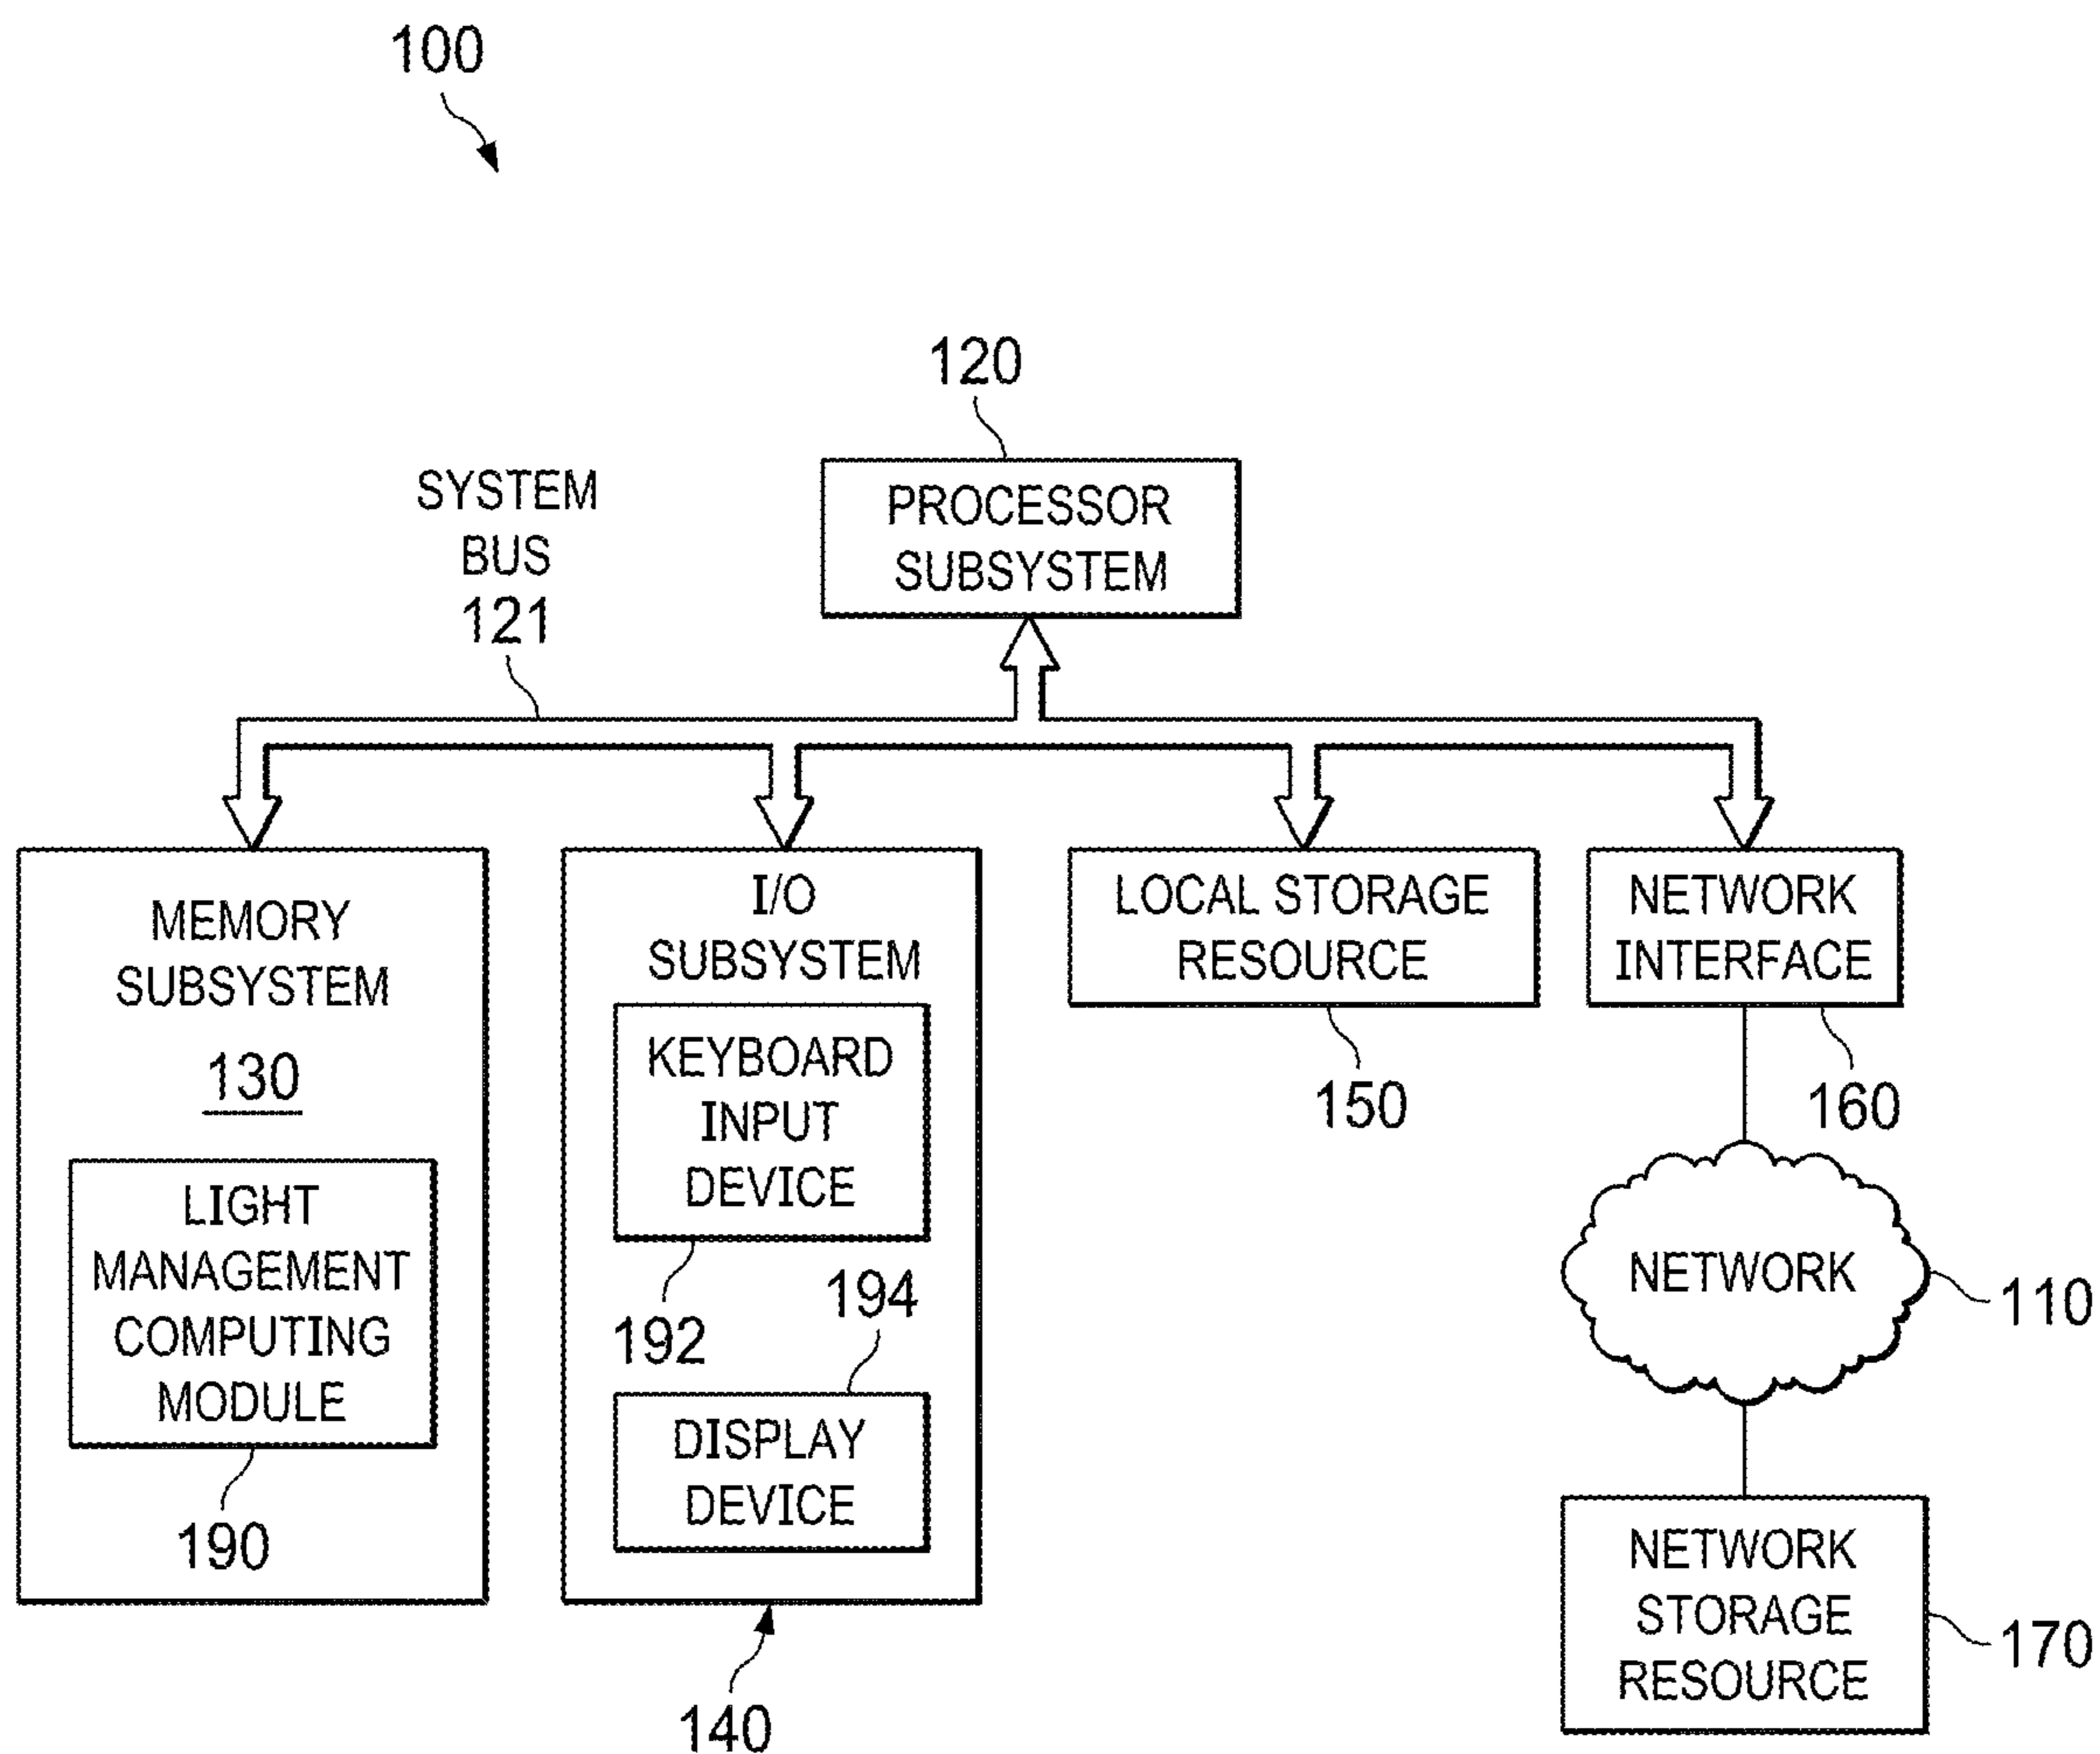 100
120
SYSTEM
BUS
121
PROCESSOR
SUBSYSTEM
MEMORY
SUBSYSTEM
130
LIGHT
MANAGEMENT
COMPUTING
MODULE
190
I/O
SUBSYSTEM
KEYBOARD
INPUT
DEVICE
192
194
DISPLAY
DEVICE
140
LOCAL STORAGE
RESOURCE
150
NETWORK
INTERFACE
160
NETWORK
110
NETWORK
STORAGE
RESOURCE
170